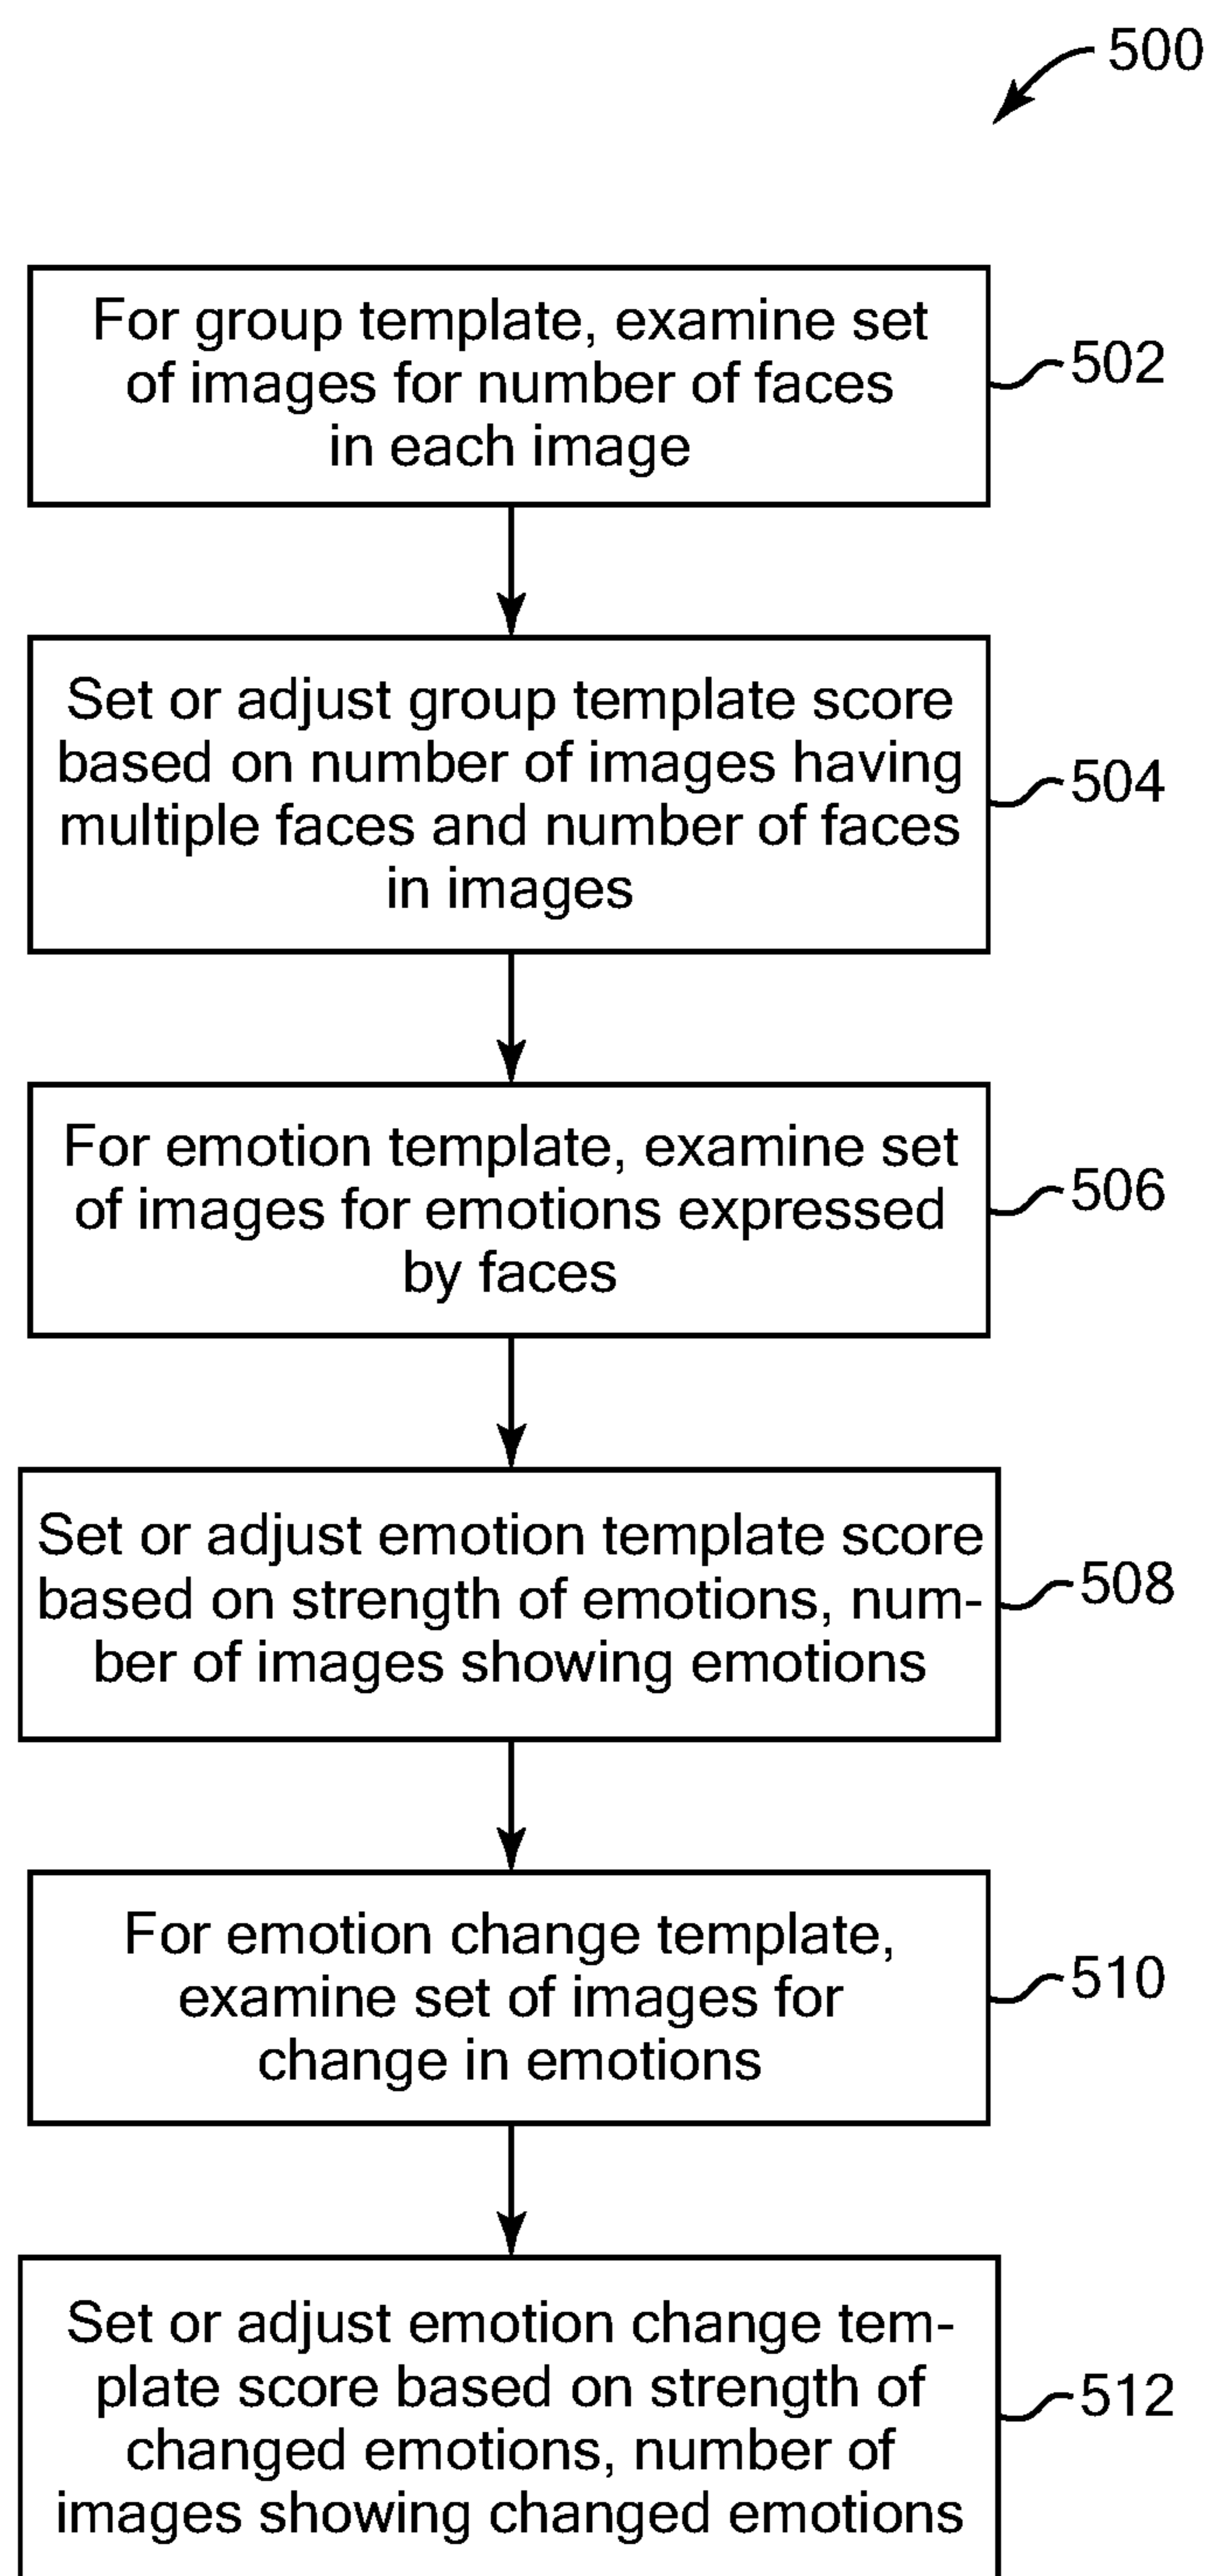 500
For group template, examine set
of images for number of faces
in each image
502
Set or adjust group template score
based on number of images having
multiple faces and number of faces
in images
504
For emotion template, examine set
of images for emotions expressed
by faces
506
Set or adjust emotion template score
based on strength of emotions, num-
ber of images showing emotions
508
For emotion change template,
examine set of images for
change in emotions
510
Set or adjust emotion change tem-
plate score based on strength of
changed emotions, number of
images showing changed emotions
512